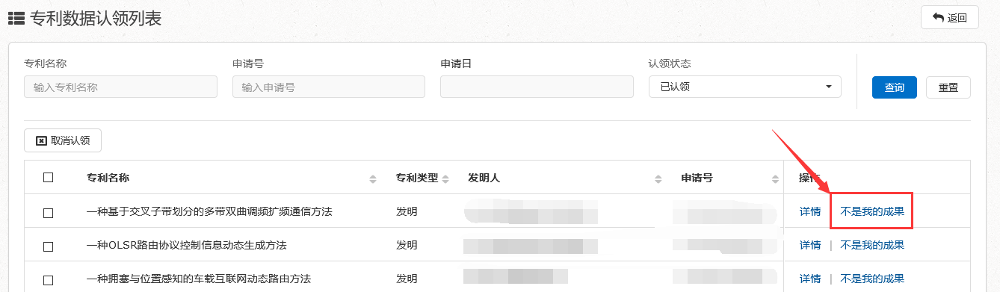 专利数据认领列表
返回
专利名称 申请号 申请日 认领状态
输入专利名称 输入申请号 已认领 查询 重置
取消认领
专利名称 专利类型 发明人 申请号
一种基于交叉子带划分的多带双曲调频扩频通信方法 发明 详情 不是我的成果
一种OLSR路由协议控制信息动态生成方法 发明 详情 | 不是我的成果
一种拥塞与位置感知的车载互联网动态路由方法 发明 详情 | 不是我的成果